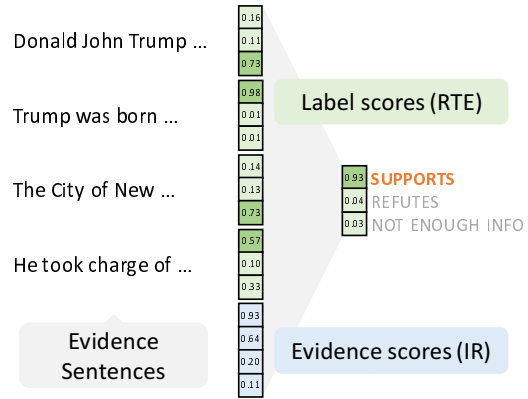 Donald John Trump ...
0.16
0.11
0.73
Trump was born ...
0.98
0.01
0.01
The City of New ...
0.14
0.13
0.73
He took charge of ...
0.57
0.10
0.33
Evidence
Sentences
0.93
0.64
0.20
0.11
Label scores (RTE)
Evidence scores (IR)
0.93 SUPPORTS
0.04 REFUTES
0.03 NOT ENOUGH INFO